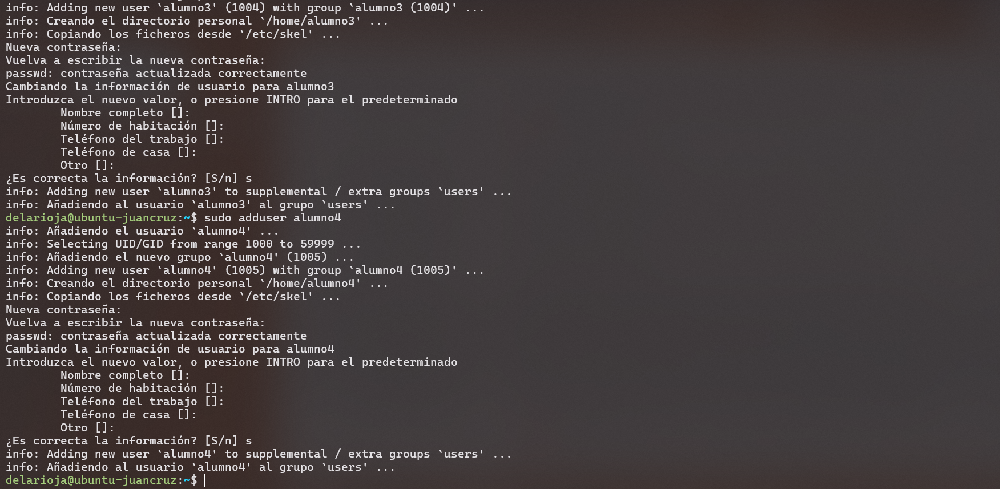 info: Adding new user `alumno3' (1004) with group `alumno3 (1004)' ...
info: Creando el directorio personal `/home/alumno3' ...
info: Copiando los ficheros desde `/etc/skel' ...
Nueva contraseña:
Vuelva a escribir la nueva contraseña:
passwd: contraseña actualizada correctamente
Cambiando la información de usuario para alumno3
Introduzca el nuevo valor, o presione INTRO para el predeterminado
        Nombre completo []:
        Número de habitación []:
        Teléfono del trabajo []:
        Teléfono de casa []:
        Otro []:
¿Es correcta la información? [S/n] s
info: Adding new user `alumno3' to supplemental / extra groups `users' ...
info: Añadiendo al usuario `alumno3' al grupo `users' ...
delarioja@ubuntu-juancruz:~$ sudo adduser alumno4
info: Añadiendo el usuario `alumno4' ...
info: Selecting UID/GID from range 1000 to 59999 ...
info: Añadiendo el nuevo grupo `alumno4' (1005) ...
info: Adding new user `alumno4' (1005) with group `alumno4 (1005)' ...
info: Creando el directorio personal `/home/alumno4' ...
info: Copiando los ficheros desde `/etc/skel' ...
Nueva contraseña:
Vuelva a escribir la nueva contraseña:
passwd: contraseña actualizada correctamente
Cambiando la información de usuario para alumno4
Introduzca el nuevo valor, o presione INTRO para el predeterminado
        Nombre completo []:
        Número de habitación []:
        Teléfono del trabajo []:
        Teléfono de casa []:
        Otro []:
¿Es correcta la información? [S/n] s
info: Adding new user `alumno4' to supplemental / extra groups `users' ...
info: Añadiendo al usuario `alumno4' al grupo `users' ...
delarioja@ubuntu-juancruz:~$